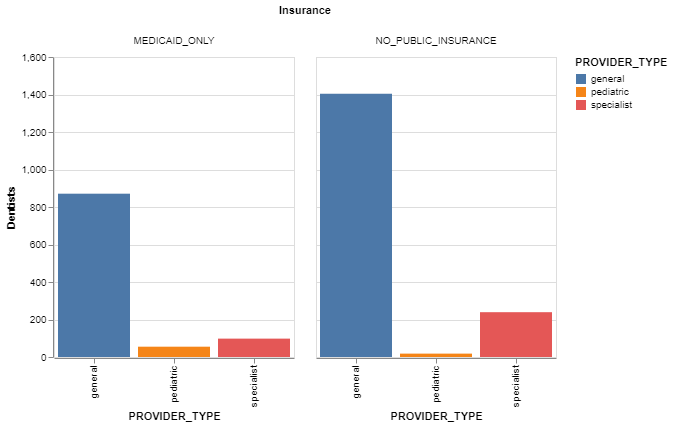 Insurance
MEDICAID_ONLY
NO_PUBLIC_INSURANCE
PROVIDER_TYPE
general
pediatric
specialist
Dentists
1,600
1,400
1,200
1,000
800
600
400
200
0
general
pediatric
specialist
PROVIDER_TYPE
general
pediatric
specialist
PROVIDER_TYPE